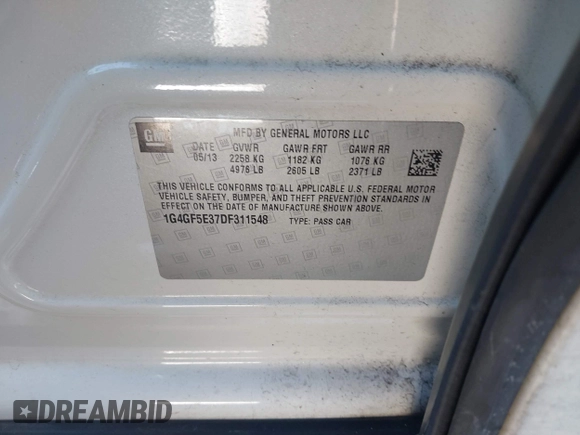 GM
MFD BY GENERAL MOTORS LLC
DATE GVWR GAWR FRT GAWR RR
05/13 2258 KG 1182 KG 1076 KG
4978 LB 2605 LB 2371 LB
THIS VEHICLE CONFORMS TO ALL APPLICABLE U.S. FEDERAL MOTOR
VEHICLE SAFETY, BUMPER, AND THEFT PREVENTION STANDARDS IN
EFFECT ON THE DATE OF MANUFACTURE SHOWN ABOVE.
1G4GF5E37DF311548 TYPE: PASS CAR
DREAMBID